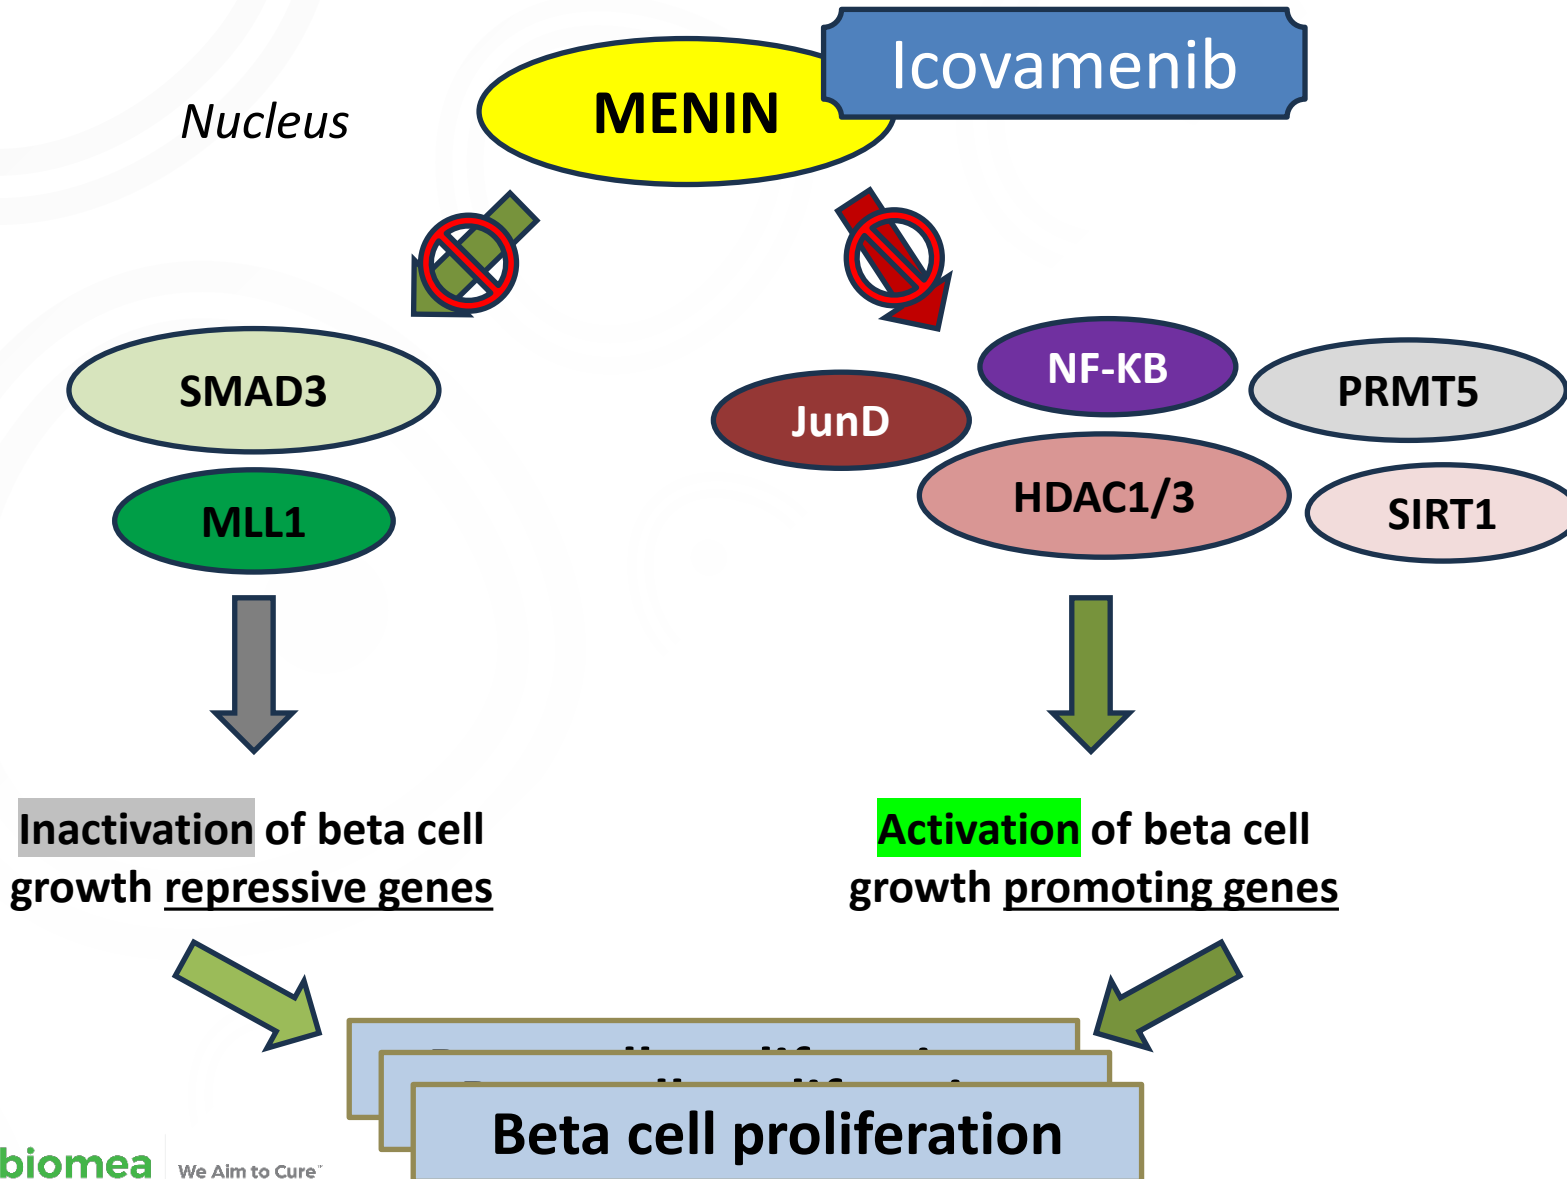 Icovamenib
MENIN
Nucleus
SMAD3
MLL1
NF-KB
PRMT5
JunD
HDAC1/3
SIRT1
Inactivation of beta cell
growth repressive genes
Activation of beta cell
growth promoting genes
Beta cell proliferation
biomea
We Aim to Cure